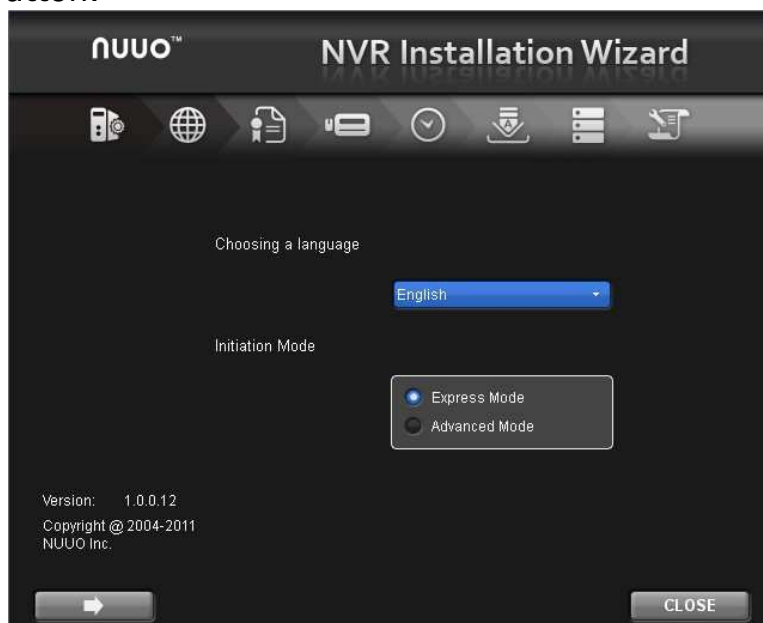 nuuo™
NVR Installation Wizard
Choosing a language
English
Initiation Mode
Express Mode
Advanced Mode
Version: 1.0.0.12
Copyright @ 2004-2011
NUUO Inc.
CLOSE